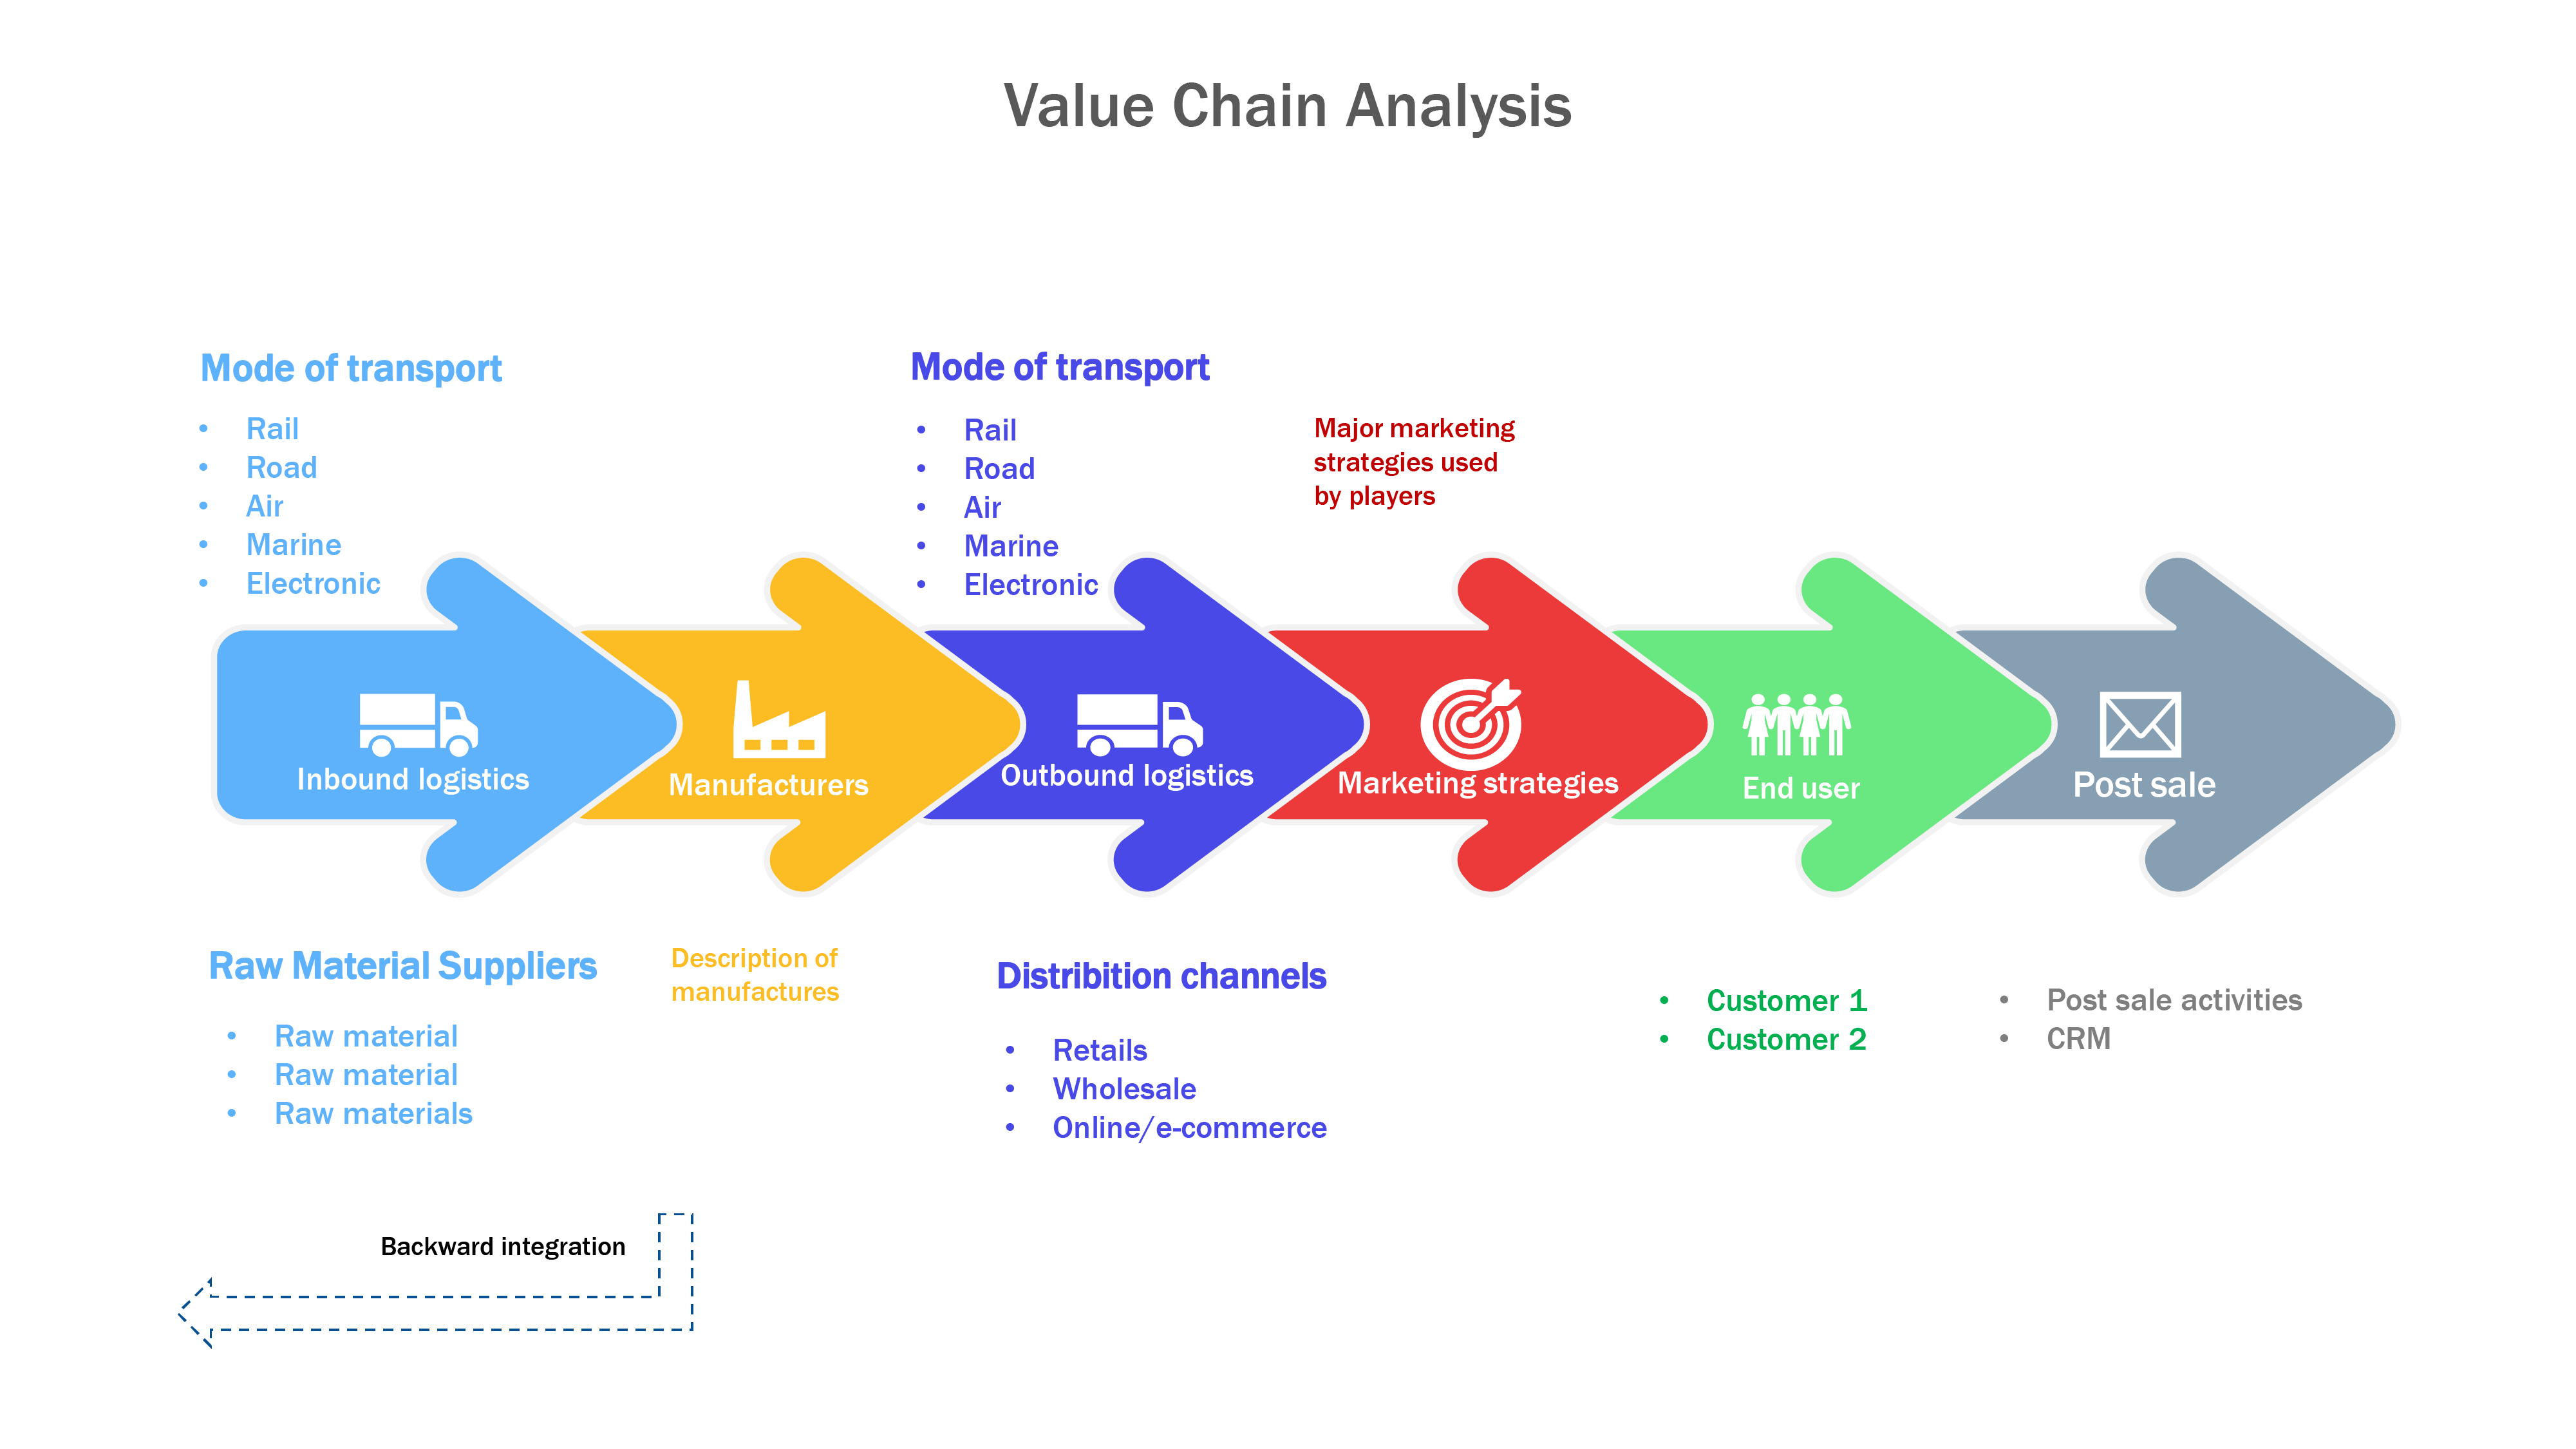 Value Chain Analysis
Mode of transport
• Rail
• Road
• Air
• Marine
• Electronic
Mode of transport
• Rail
• Road
• Air
• Marine
• Electronic
Major marketing
strategies used
by players
Inbound logistics
Manufacturers
Outbound logistics
Marketing strategies
End user
Post sale
Raw Material Suppliers
• Raw material
• Raw material
• Raw materials
Description of
manufactures
Distribition channels
• Retails
• Wholesale
• Online/e-commerce
• Customer 1
• Customer 2
• Post sale activities
• CRM
Backward integration